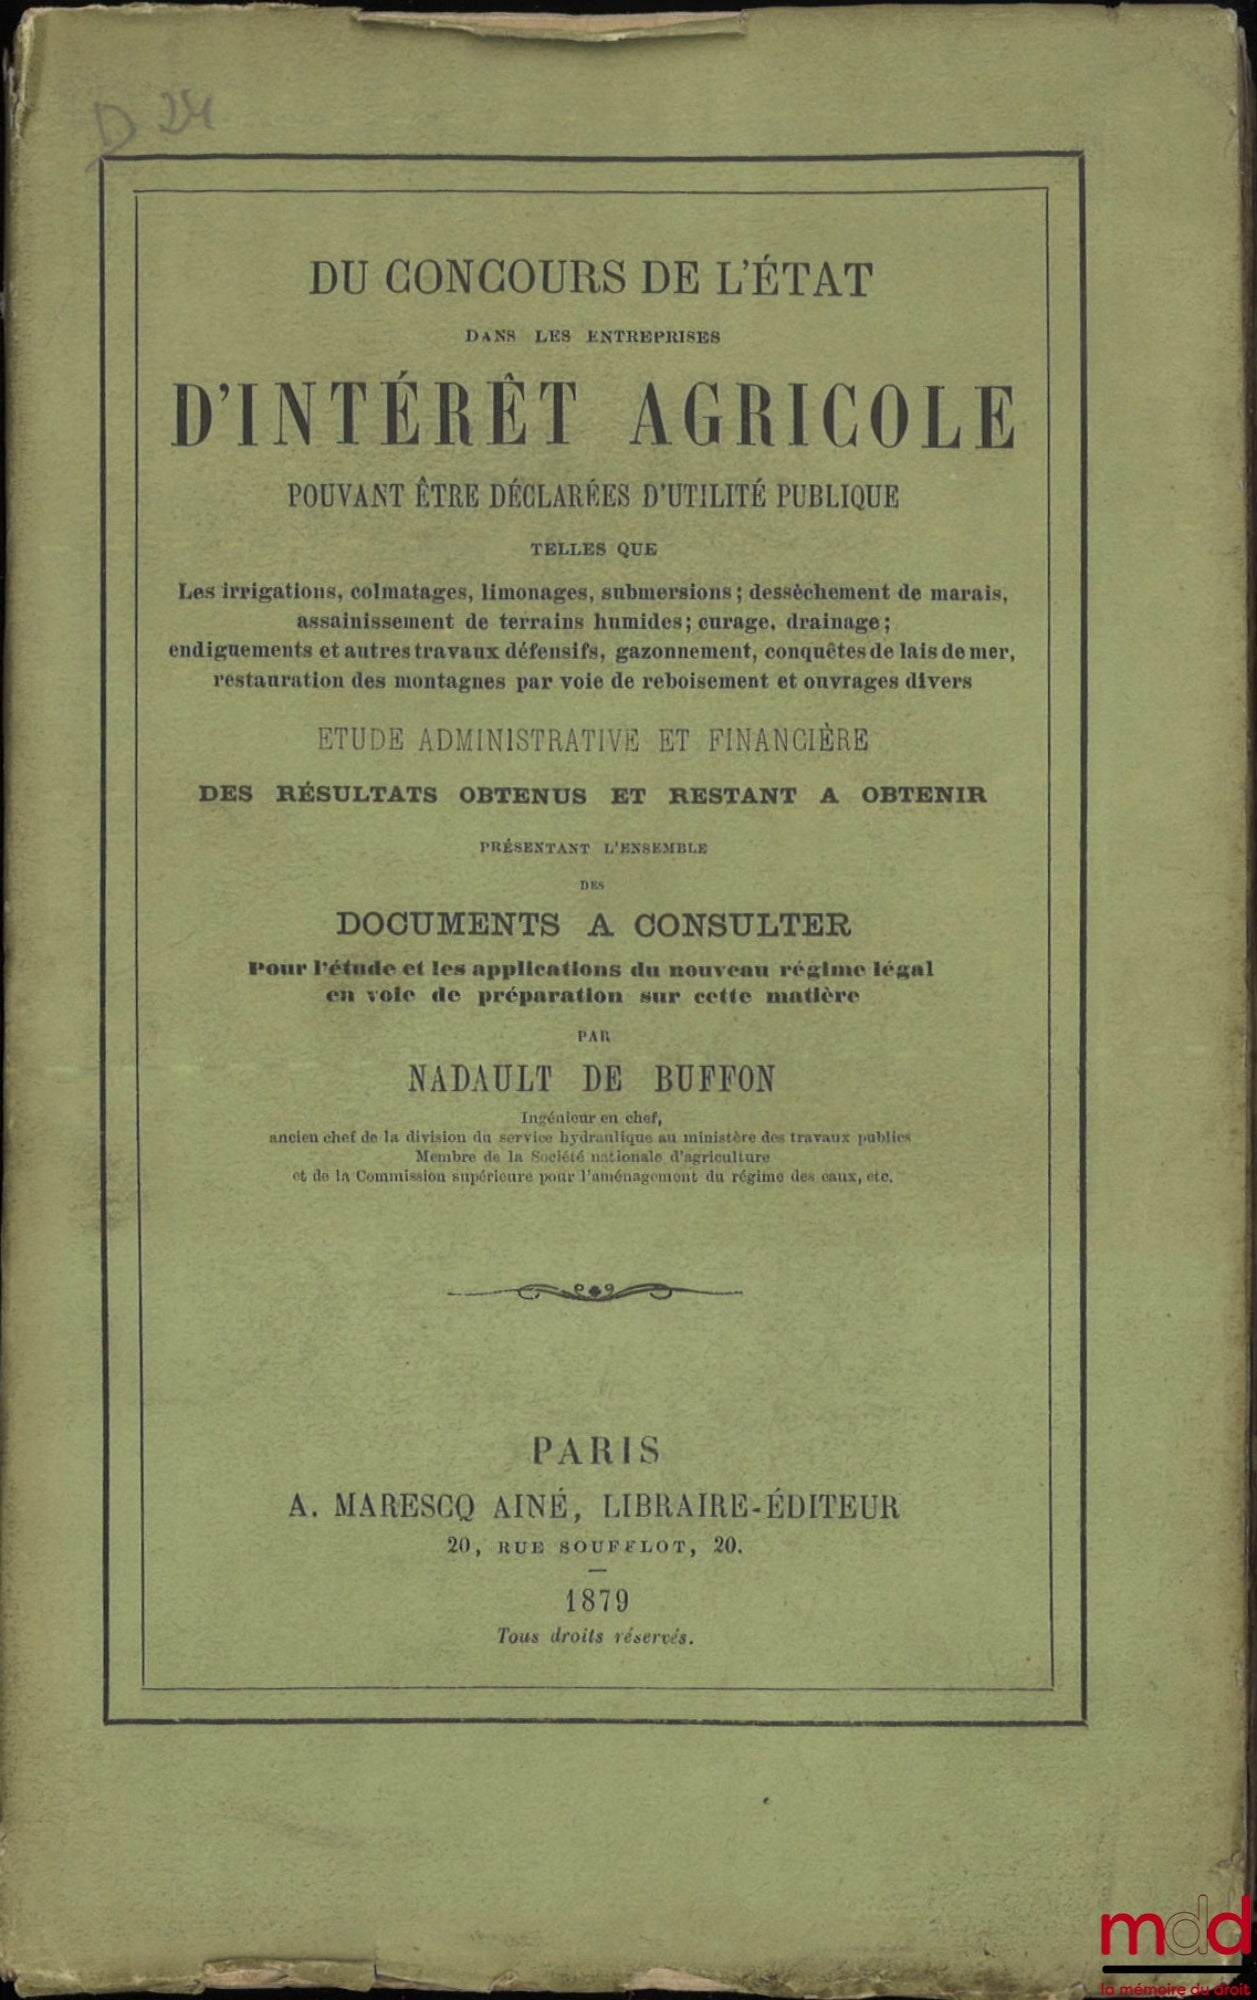 D 24
DU CONCOURS DE L'ÉTAT
DANS LES ENTREPRISES
D'INTÉRÊT AGRICOLE
POUVANT ÊTRE DÉCLARÉES D'UTILITÉ PUBLIQUE
TELLES QUE
Les irrigations, colmatages, limonages, submersions; dessèchement de marais,
assainissement de terrains humides; curage, drainage;
endiguements et autres travaux défensifs, gazonnement, conquêtes de lais de mer,
restauration des montagnes par voie de reboisement et ouvrages divers
ETUDE ADMINISTRATIVE ET FINANCIÈRE
DES RÉSULTATS OBTENUS ET RESTANT A OBTENIR
PRÉSENTANT L'ENSEMBLE
DES
DOCUMENTS A CONSULTER
Pour l'étude et les applications du nouveau régime légal
en voie de préparation sur cette matière
PAR
NADAULT DE BUFFON
Ingénieur en chef,
ancien chef de la division du service hydraulique au ministère des travaux publics
Membre de la Société nationale d'agriculture
et de la Commission supérieure pour l'aménagement du régime des eaux, etc.
PARIS
A. MARESCQ AINÉ, LIBRAIRE-ÉDITEUR
20, RUE SOUFFLOT, 20.
1879
Tous droits réservés.
mdd
la mémoire du droit